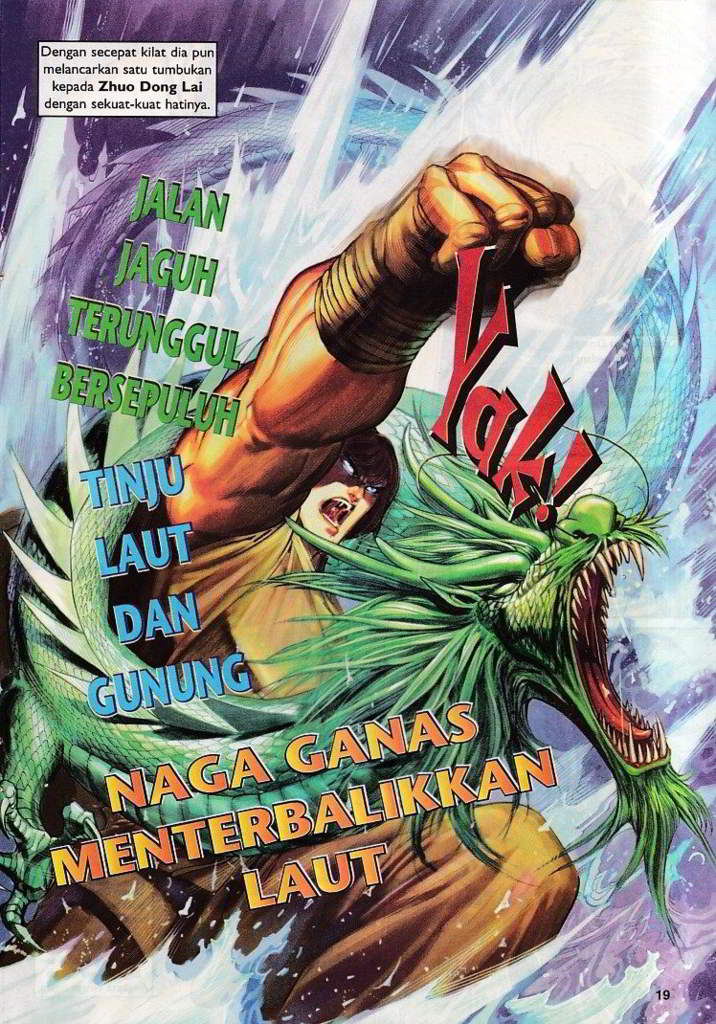 Dengan secepat kilat dia pun
melancarkan satu tumbukan
kepada Zhuo Dong Lai
dengan sekuat-kuat hatinya.
JALAN
JAGUH
TERUNGGUL
BERSEPULUH
Yak!
TINJU
LAUT
DAN
GUNUNG
NAGA GANAS
MENTERBALIKKAN
LAUT
19